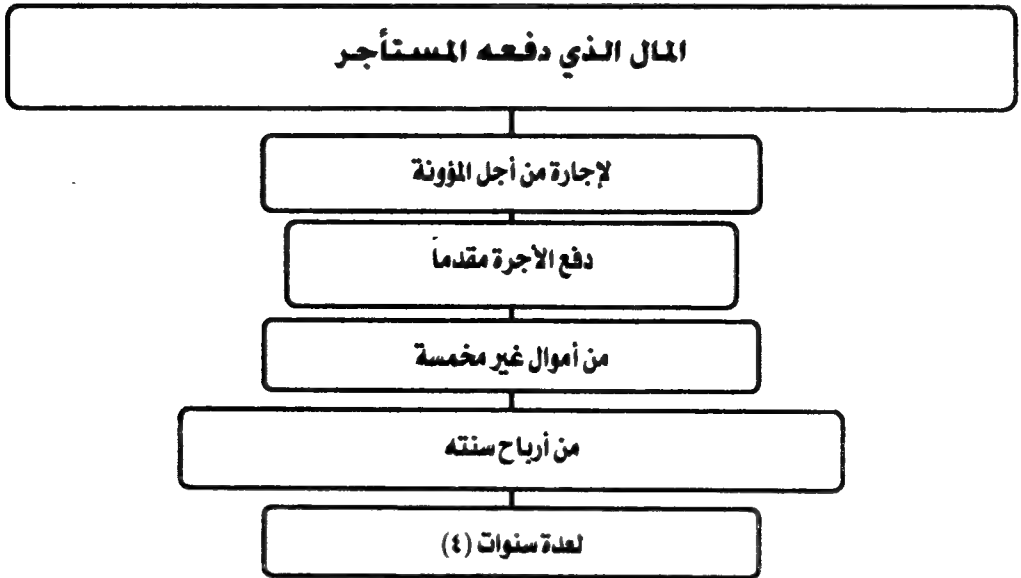 المال الذي دفعه المستأجر
لإجارة من أجل المؤونة
دفع الأجرة مقدماً
من أموال غير مخمسة
من أرباح سنته
لعدة سنوات (٤)